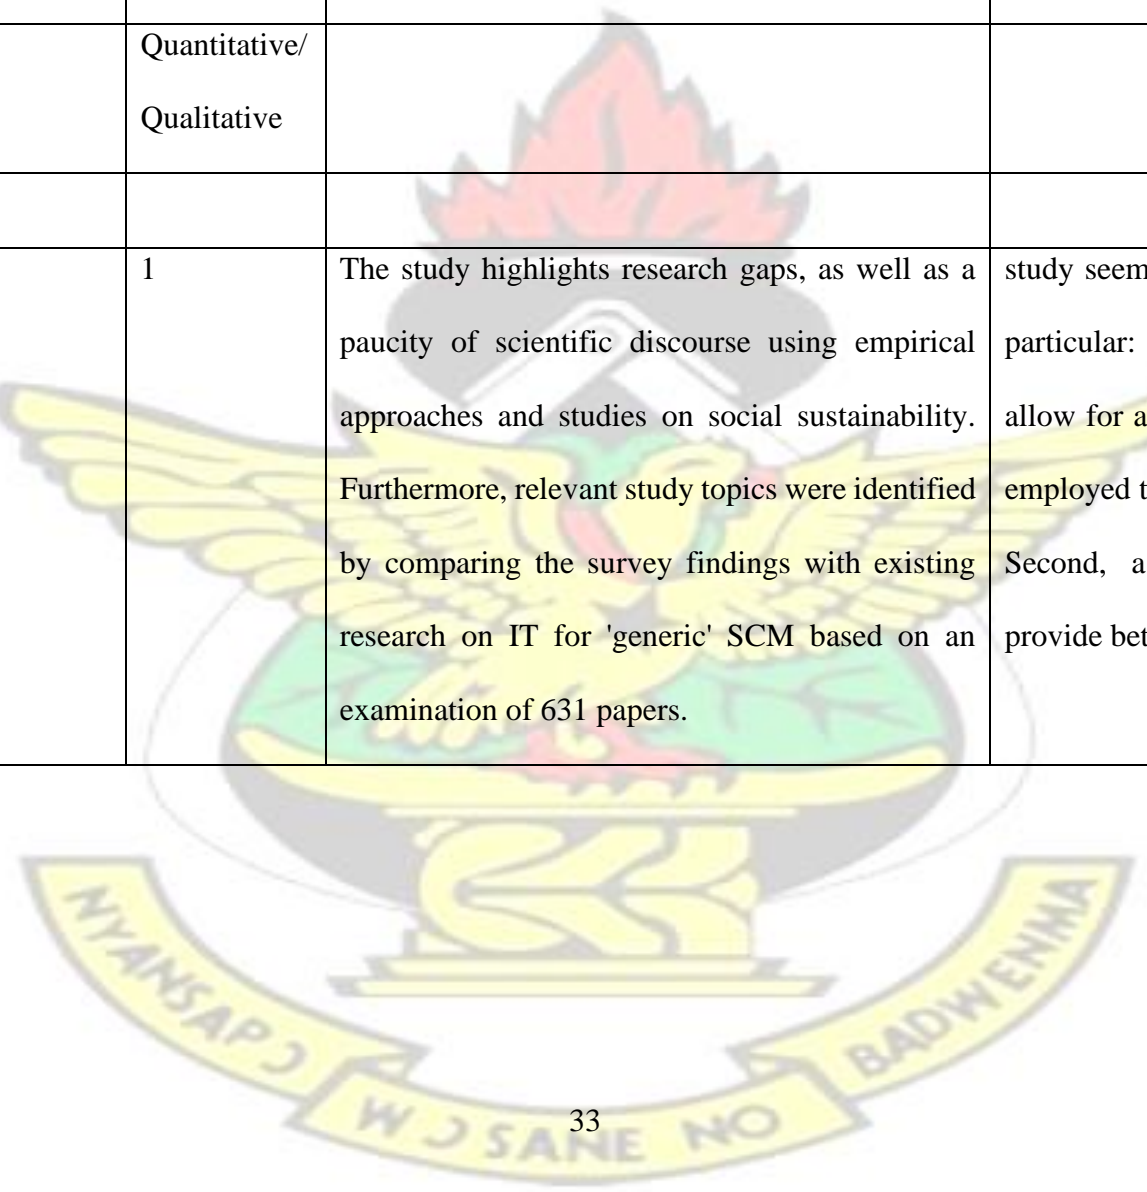 Quantitative/
Qualitative
1
The study highlights research gaps, as well as a
paucity of scientific discourse using empirical
approaches and studies on social sustainability.
Furthermore, relevant study topics were identified
by comparing the survey findings with existing
research on IT for 'generic' SCM based on an
examination of 631 papers.
study seem
particular:
allow for a
employed t
Second, a
provide bet
NYANSAPƆ
WƆ SANE NO
BADWENMA
33